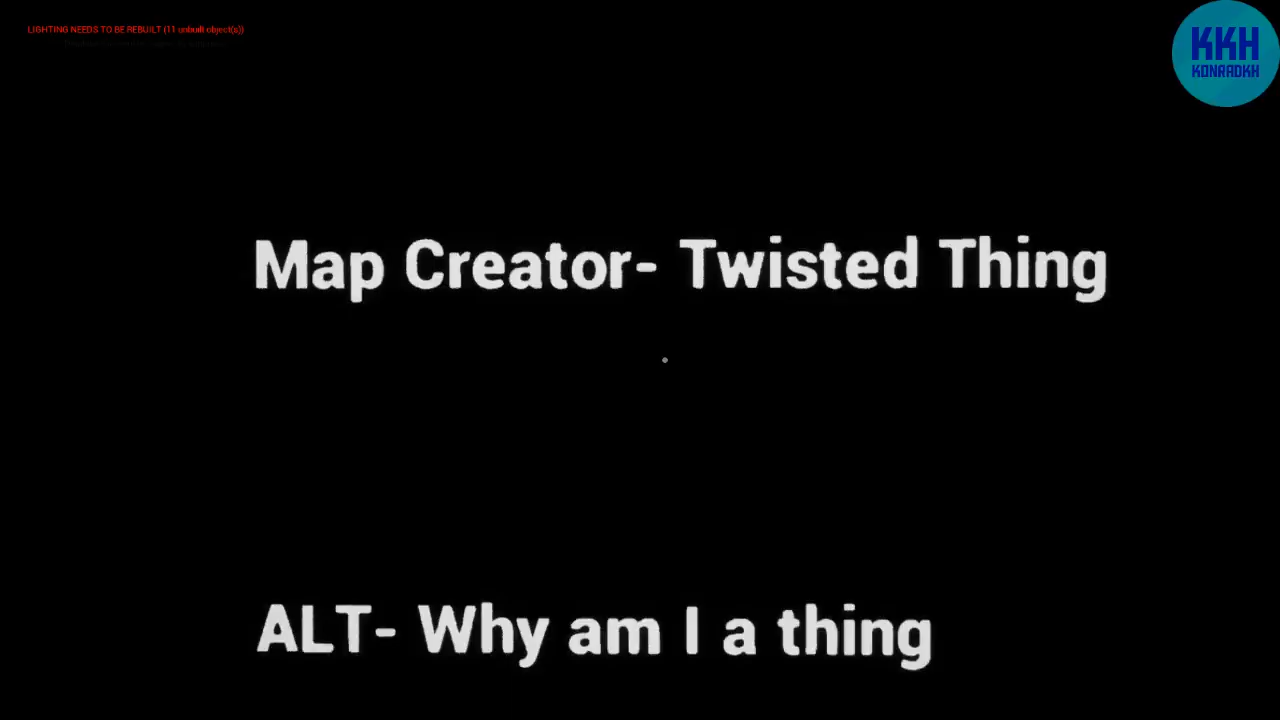 LIGHTING NEEDS TO BE REBUILT (11 unbuilt object(s))
KKH
KONRADKH
Map Creator- Twisted Thing
ALT- Why am I a thing